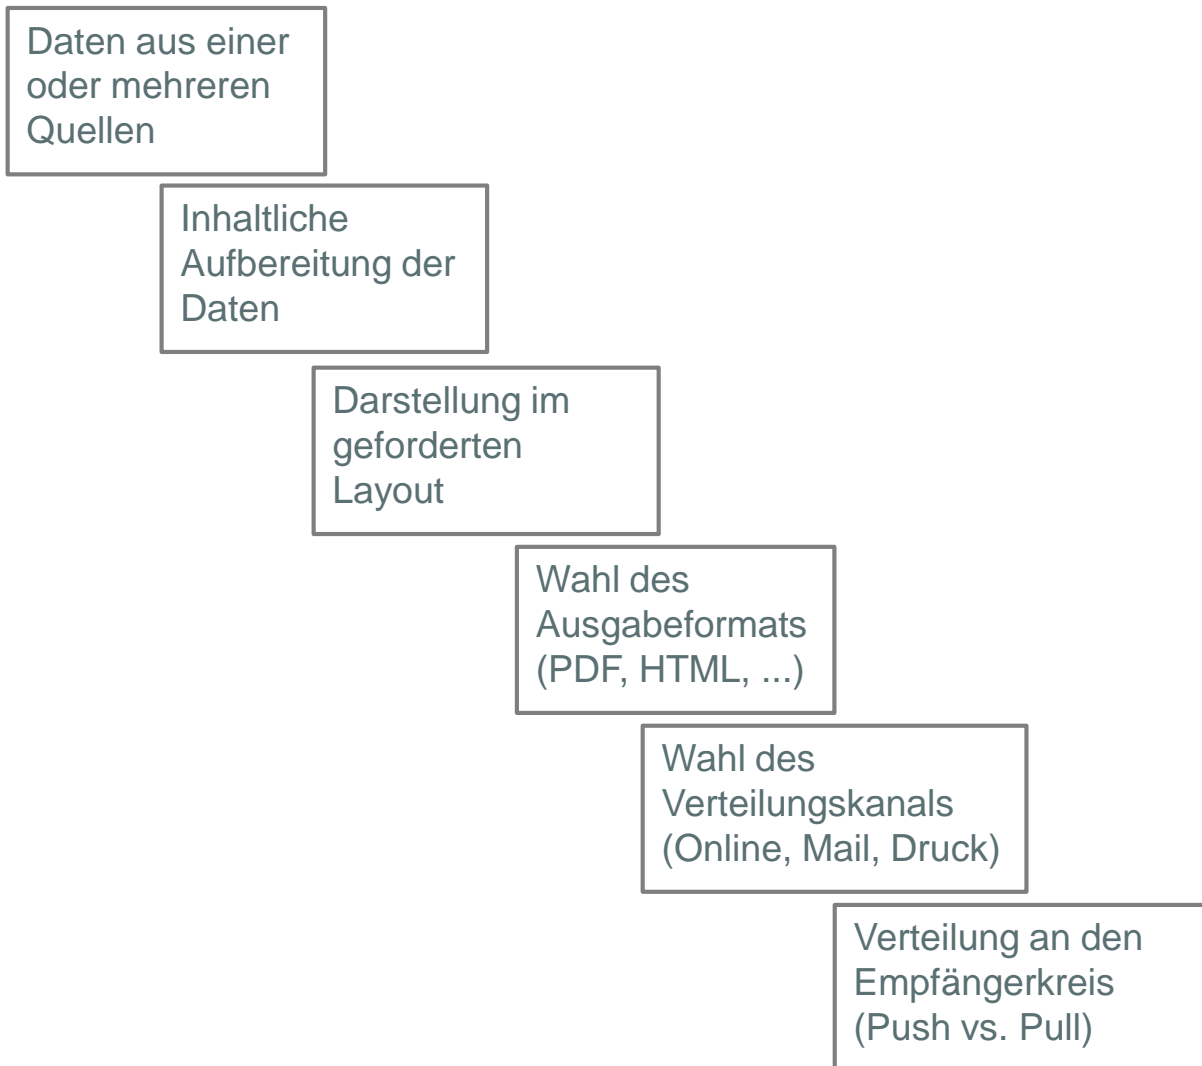 Daten aus einer
oder mehreren
Quellen
Inhaltliche
Aufbereitung der
Daten
Darstellung im
geforderten
Layout
Wahl des
Ausgabeformats
(PDF, HTML, ...)
Wahl des
Verteilungskanals
(Online, Mail, Druck)
Verteilung an den
Empfängerkreis
(Push vs. Pull)